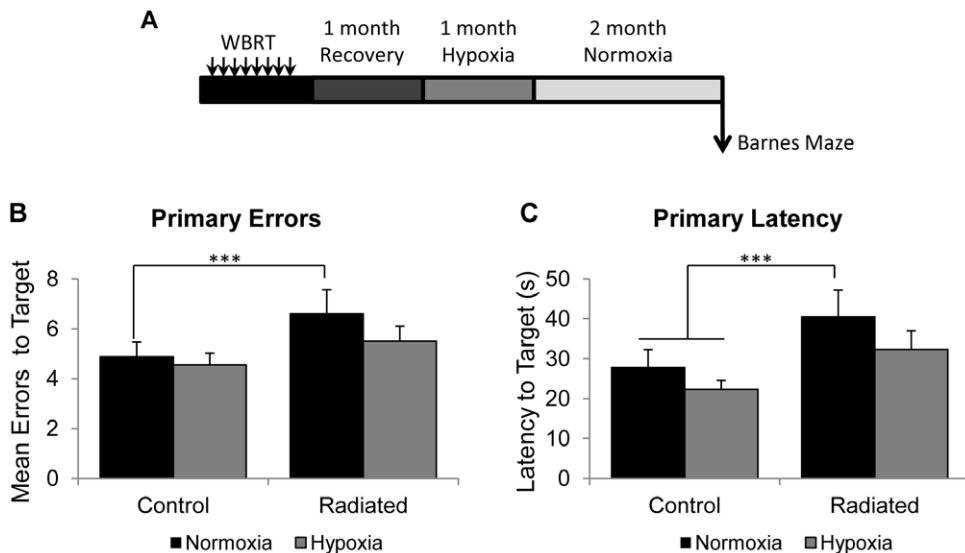 A
WBRT
1 month
Recovery
1 month
Hypoxia
2 month
Normoxia
Barnes Maze
B
Primary Errors
***
Mean Errors to Target
8
6
4
2
0
Control
Radiated
Normoxia
Hypoxia
C
Primary Latency
***
Latency to Target (s)
50
40
30
20
10
0
Control
Radiated
Normoxia
Hypoxia